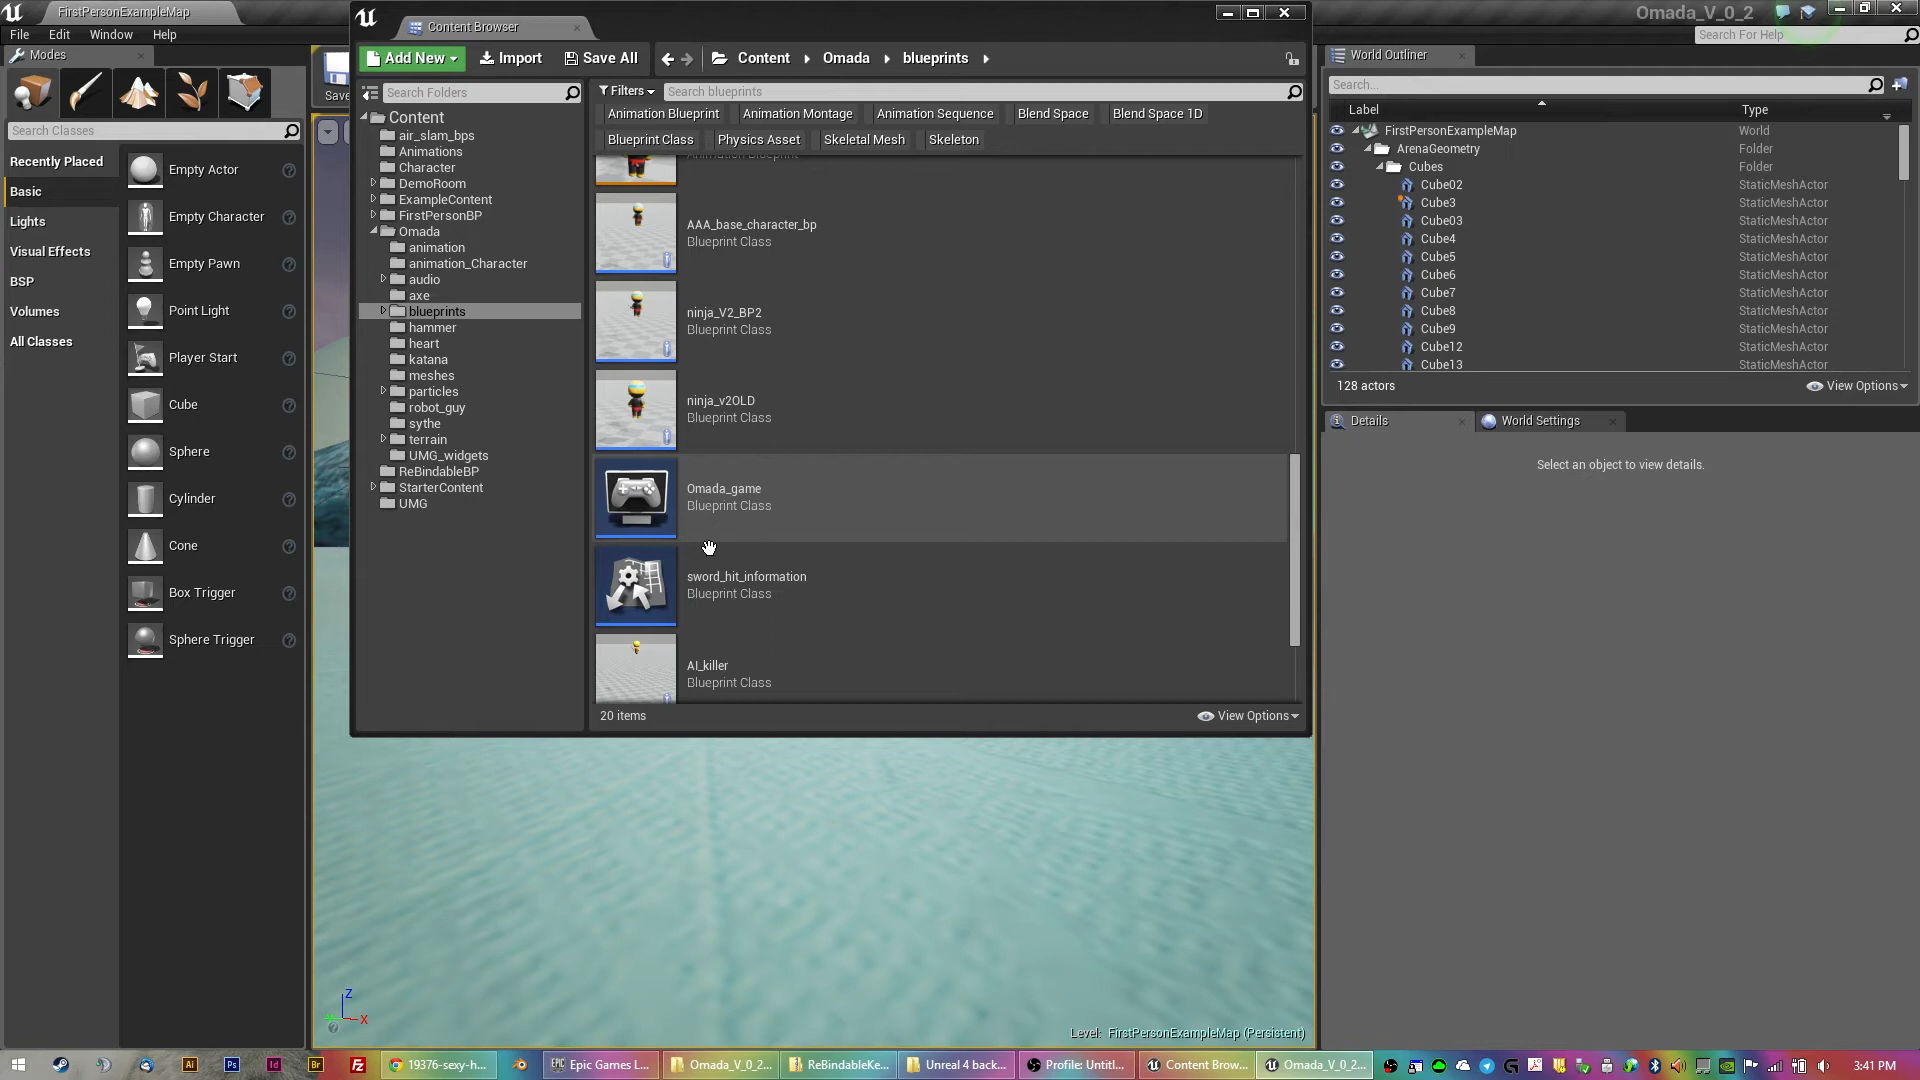 FirstPersonExampleMap
Omada_V_0_2
File Edit Window Help
Search For Help
Modes
Save
Search Classes
Recently Placed
Basic
Lights
Visual Effects
BSP
Volumes
All Classes
Empty Actor
Empty Character
Empty Pawn
Point Light
Player Start
Cube
Sphere
Cylinder
Cone
Box Trigger
Sphere Trigger
Content Browser
Add New Import Save All Content Omada blueprints
Search Folders
Filters Search blueprints
Animation Blueprint Animation Montage Animation Sequence Blend Space Blend Space 1D
Blueprint Class Physics Asset Skeletal Mesh Skeleton
Content
air_slam_bps
Animations
Character
DemoRoom
ExampleContent
FirstPersonBP
Omada
animation
animation_Character
audio
axe
blueprints
hammer
heart
katana
meshes
particles
robot_guy
sythe
terrain
UMG_widgets
ReBindableBP
StarterContent
UMG
Animation Blueprint
AAA_base_character_bp
Blueprint Class
ninja_V2_BP2
Blueprint Class
ninja_v2OLD
Blueprint Class
Omada_game
Blueprint Class
sword_hit_information
Blueprint Class
AI_killer
Blueprint Class
20 items
View Options
World Outliner
Search...
Label Type
FirstPersonExampleMap World
ArenaGeometry Folder
Cubes Folder
Cube02 StaticMeshActor
Cube3 StaticMeshActor
Cube03 StaticMeshActor
Cube4 StaticMeshActor
Cube5 StaticMeshActor
Cube6 StaticMeshActor
Cube7 StaticMeshActor
Cube8 StaticMeshActor
Cube9 StaticMeshActor
Cube12 StaticMeshActor
Cube13 StaticMeshActor
128 actors View Options
Details World Settings
Select an object to view details.
Z
X
Level: FirstPersonExampleMap (Persistent)
Ai Ps Id Br Fz 19376-sexy-h... Epic Games L... Omada_V_0_2... ReBindableKe... Unreal 4 back... Profile: Untitl... Content Brow... Omada_V_0_2... 3:41 PM